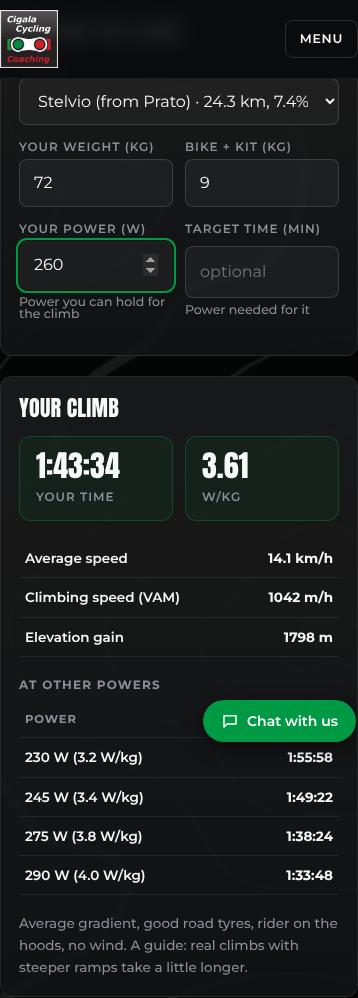 Cigala
Cycling
Coaching
MENU
Stelvio (from Prato) · 24.3 km, 7.4%
YOUR WEIGHT (KG)
BIKE + KIT (KG)
72
9
YOUR POWER (W)
TARGET TIME (MIN)
260
optional
Power you can hold for
the climb
Power needed for it
YOUR CLIMB
1:43:34
YOUR TIME
3.61
W/KG
Average speed 14.1 km/h
Climbing speed (VAM) 1042 m/h
Elevation gain 1798 m
AT OTHER POWERS
POWER
Chat with us
230 W (3.2 W/kg) 1:55:58
245 W (3.4 W/kg) 1:49:22
275 W (3.8 W/kg) 1:38:24
290 W (4.0 W/kg) 1:33:48
Average gradient, good road tyres, rider on the
hoods, no wind. A guide: real climbs with
steeper ramps take a little longer.